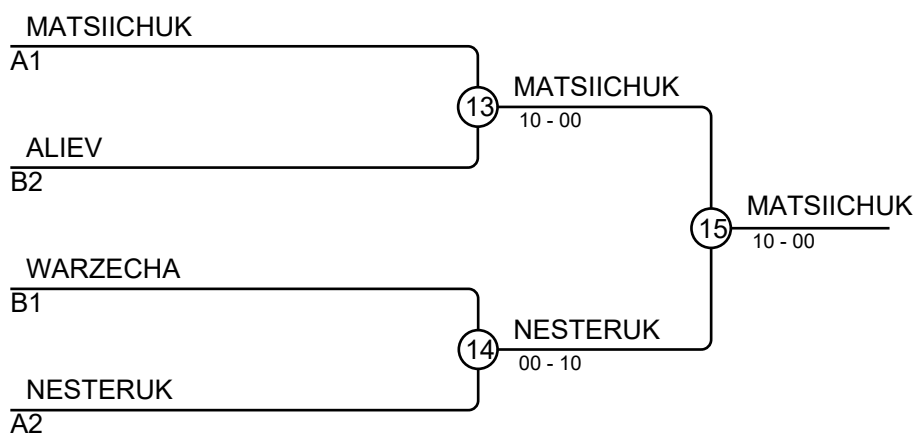 MATSIICHUK
A1
13
MATSIICHUK
10 - 00
ALIEV
B2
15
MATSIICHUK
10 - 00
WARZECHA
B1
14
NESTERUK
00 - 10
NESTERUK
A2